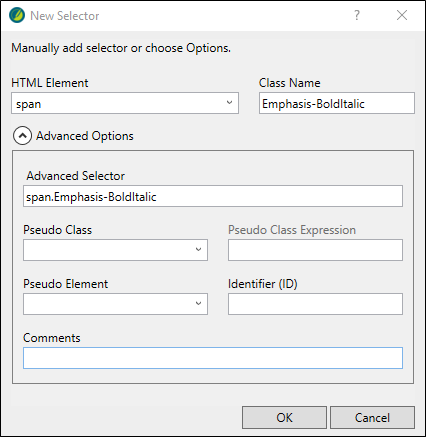 New Selector
?
Manually add selector or choose Options.
HTML Element Class Name
span Emphasis-BoldItalic
Advanced Options
Advanced Selector
span.Emphasis-BoldItalic
Pseudo Class Pseudo Class Expression
Pseudo Element Identifier (ID)
Comments
OK Cancel